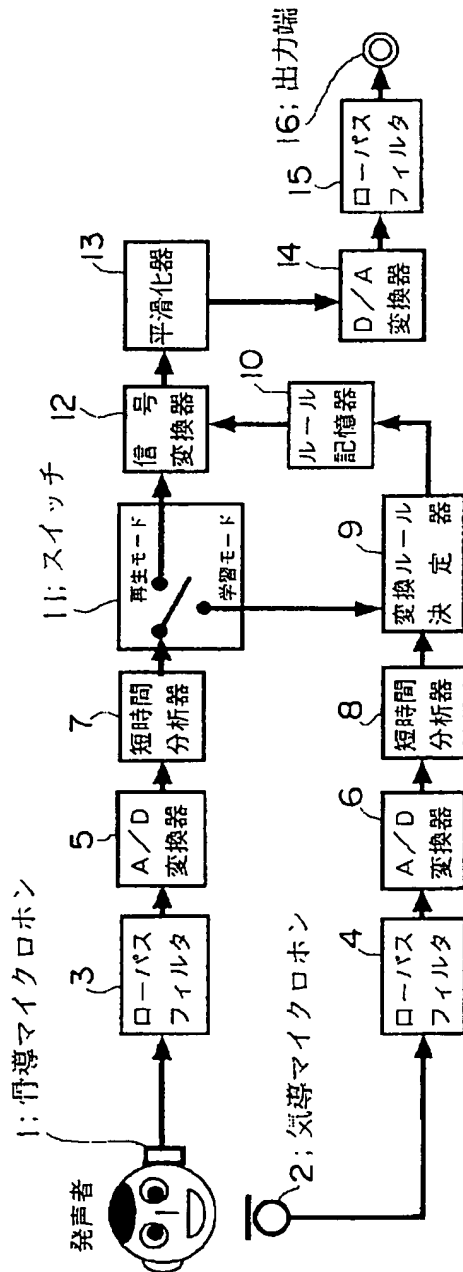 発声者
1;骨導マイクロホン
2;気導マイクロホン
3
ローパス
フィルタ
4
ローパス
フィルタ
5
A/D
変換器
6
A/D
変換器
7
短時間
分析器
8
短時間
分析器
11;スイッチ
再生モード
学習モード
9
変換ルール
決定器
10
ルール
記憶器
12
信号
変換器
13
平滑化器
14
D/A
変換器
15
ローパス
フィルタ
16;出力端